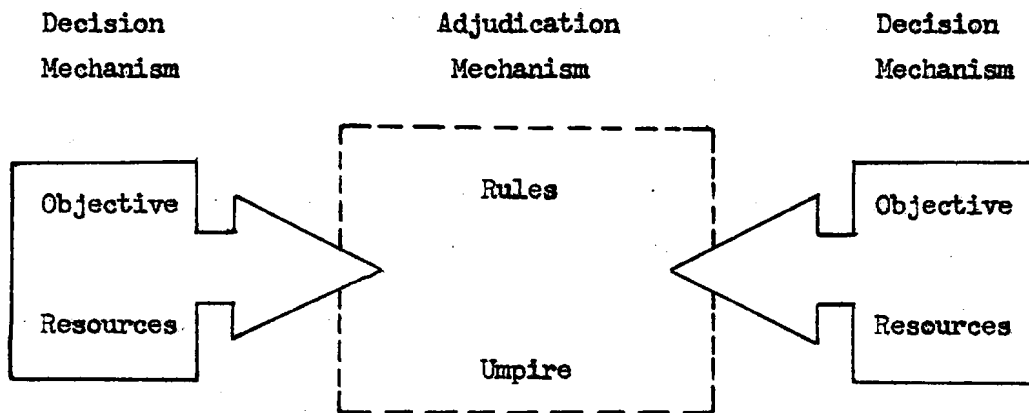 Decision Adjudication Decision
Mechanism Mechanism Mechanism
Objective Rules Objective
Resources Resources
Umpire